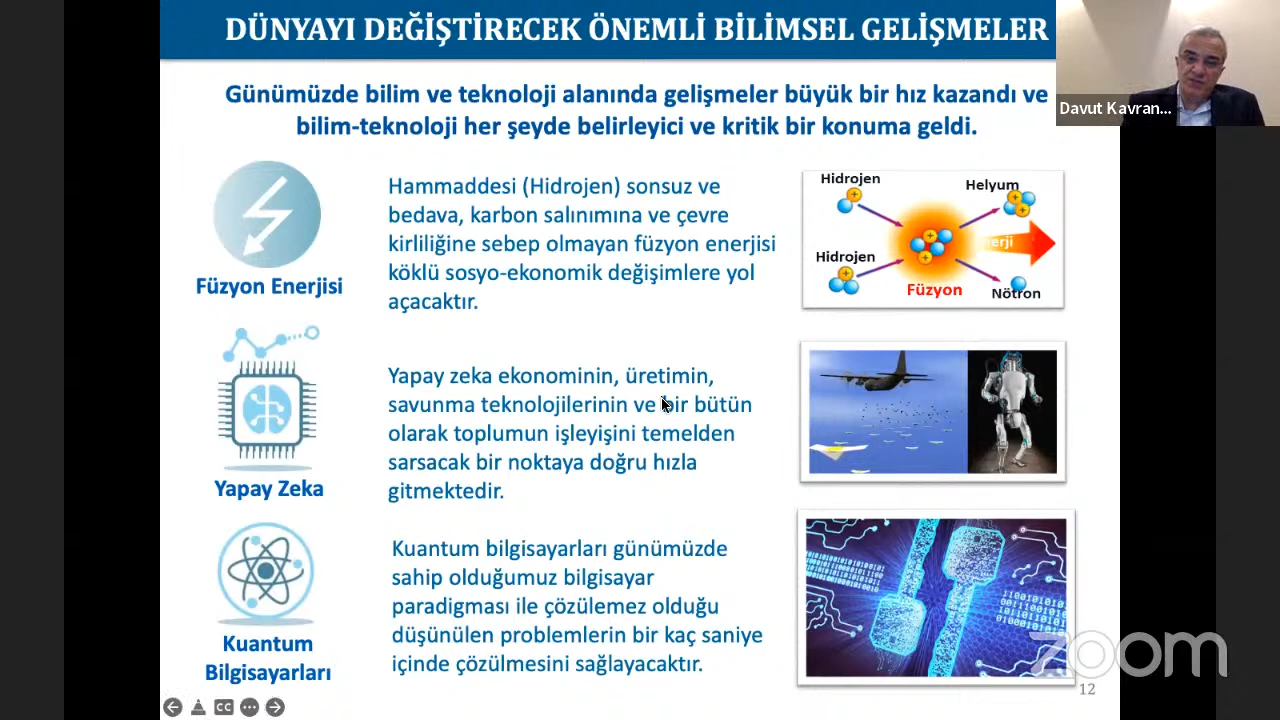 DÜNYAYI DEĞİŞTİRECEK ÖNEMLİ BİLİMSEL GELİŞMELER
Davut Kavran...
Günümüzde bilim ve teknoloji alanında gelişmeler büyük bir hız kazandı ve
bilim-teknoloji her şeyde belirleyici ve kritik bir konuma geldi.
Füzyon Enerjisi
Hammaddesi (Hidrojen) sonsuz ve
bedava, karbon salınımına ve çevre
kirliliğine sebep olmayan füzyon enerjisi
köklü sosyo-ekonomik değişimlere yol
açacaktır.
Hidrojen
Helyum
erji
Hidrojen
Füzyon
Nötron
Yapay Zeka
Yapay zeka ekonominin, üretimin,
savunma teknolojilerinin ve bir bütün
olarak toplumun işleyişini temelden
sarsacak bir noktaya doğru hızla
gitmektedir.
Kuantum
Bilgisayarları
Kuantum bilgisayarları günümüzde
sahip olduğumuz bilgisayar
paradigması ile çözülemez olduğu
düşünülen problemlerin bir kaç saniye
içinde çözülmesini sağlayacaktır.
zoom
12
CC